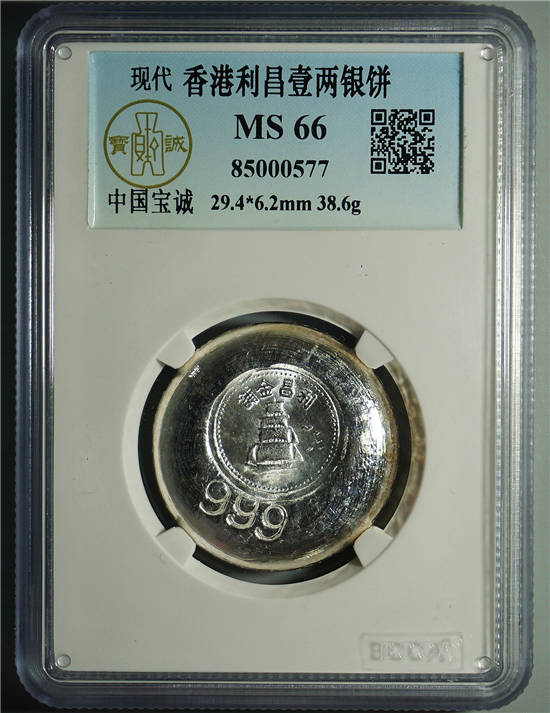 现代 香港利昌壹两银饼
MS 66
寶 誠
85000577
中国宝诚 29.4*6.2mm 38.6g
舖金昌利
999